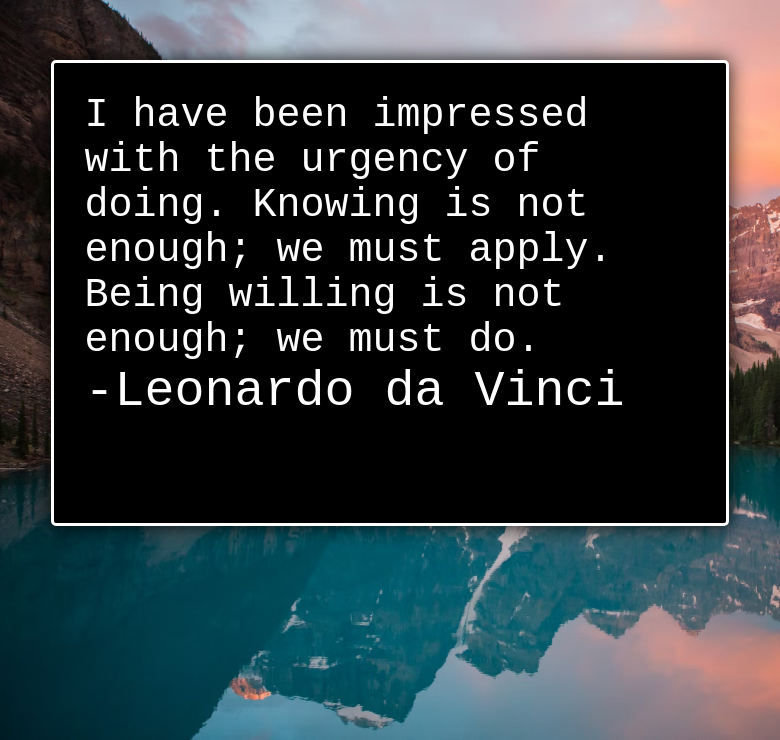 I have been impressed
with the urgency of
doing. Knowing is not
enough; we must apply.
Being willing is not
enough; we must do.
-Leonardo da Vinci